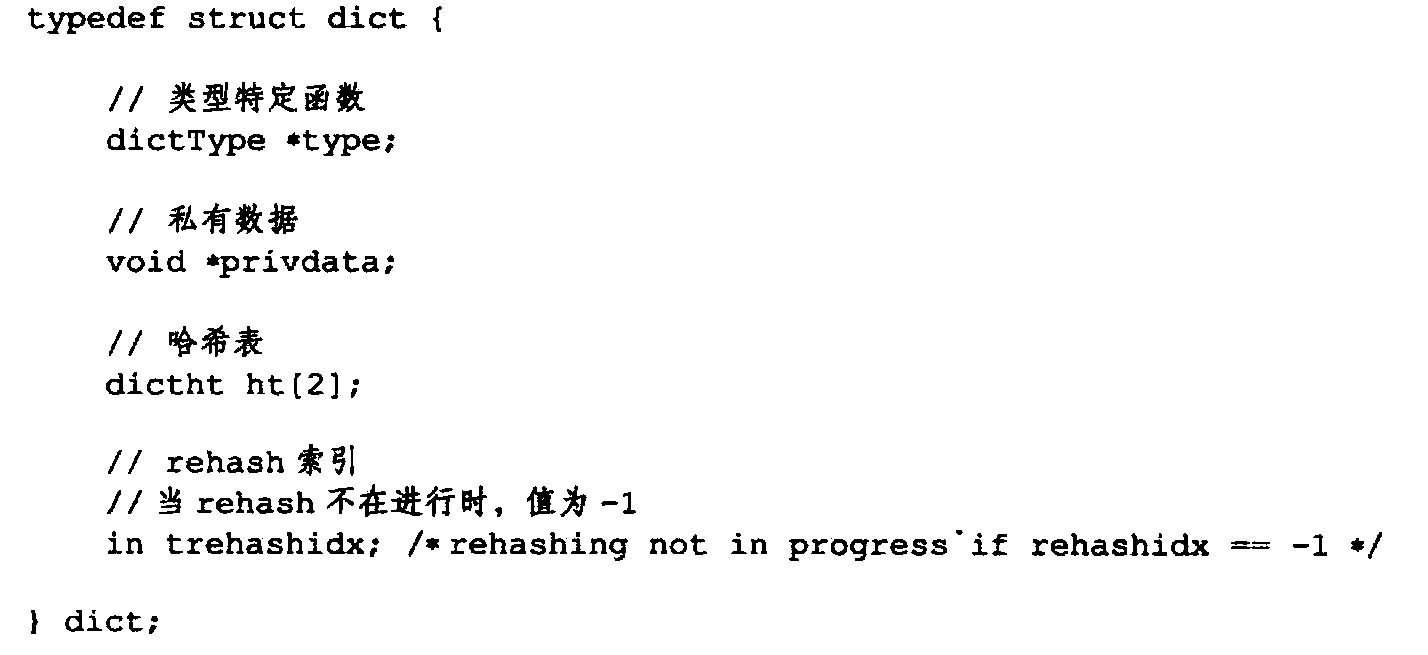 typedef struct dict {
// 类型特定函数
dictType *type;
// 私有数据
void *privdata;
// 哈希表
dictht ht[2];
// rehash 索引
// 当 rehash 不在进行时，值为 -1
in trehashidx; /* rehashing not in progress if rehashidx == -1 */
} dict;